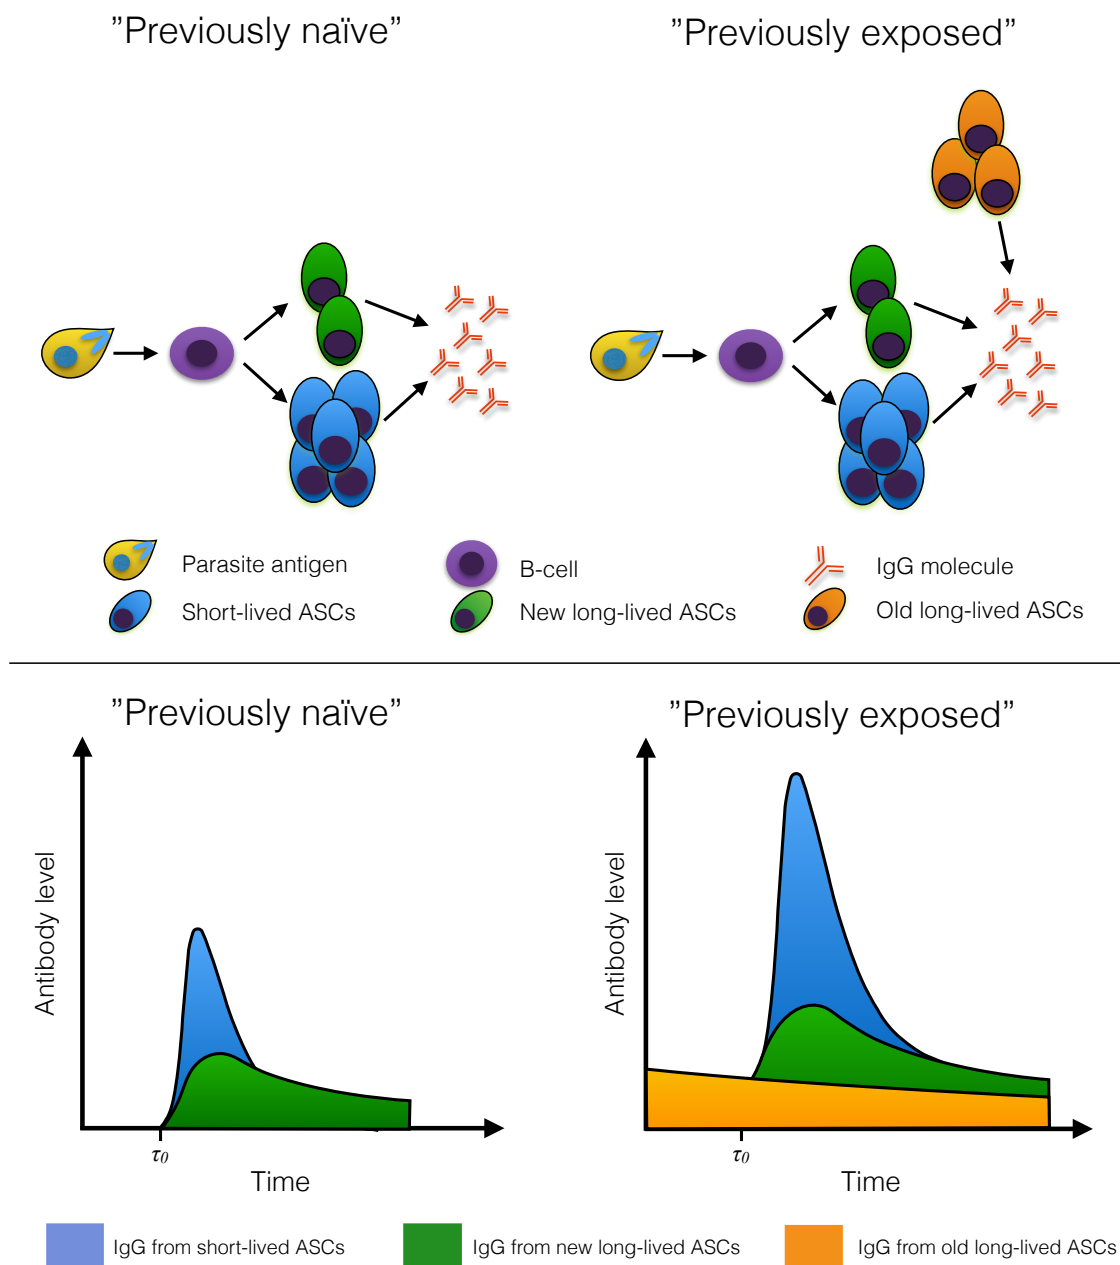 ”Previously naïve”
”Previously exposed”
Parasite antigen
B-cell
IgG molecule
Short-lived ASCs
New long-lived ASCs
Old long-lived ASCs
”Previously naïve”
”Previously exposed”
Antibody level
Antibody level
τ0
τ0
Time
Time
IgG from short-lived ASCs
IgG from new long-lived ASCs
IgG from old long-lived ASCs